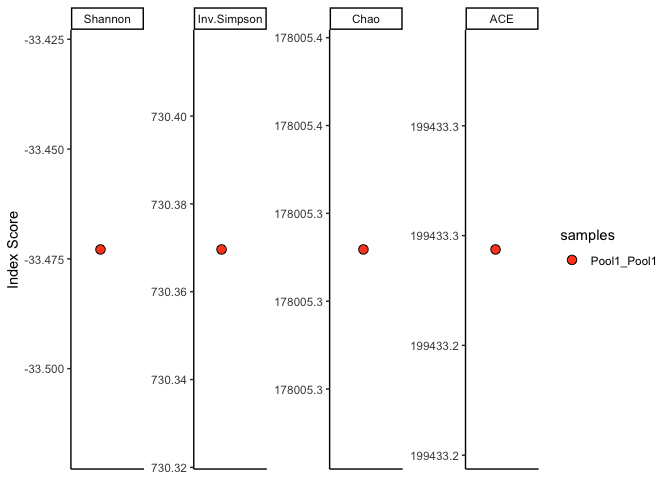 Shannon
Inv.Simpson
Chao
ACE
Index Score
-33.425
-33.450
-33.475
-33.500
730.40
730.38
730.36
730.34
730.32
178005.4
178005.4
178005.3
178005.3
178005.3
199433.3
199433.3
199433.2
199433.2
samples
Pool1_Pool1